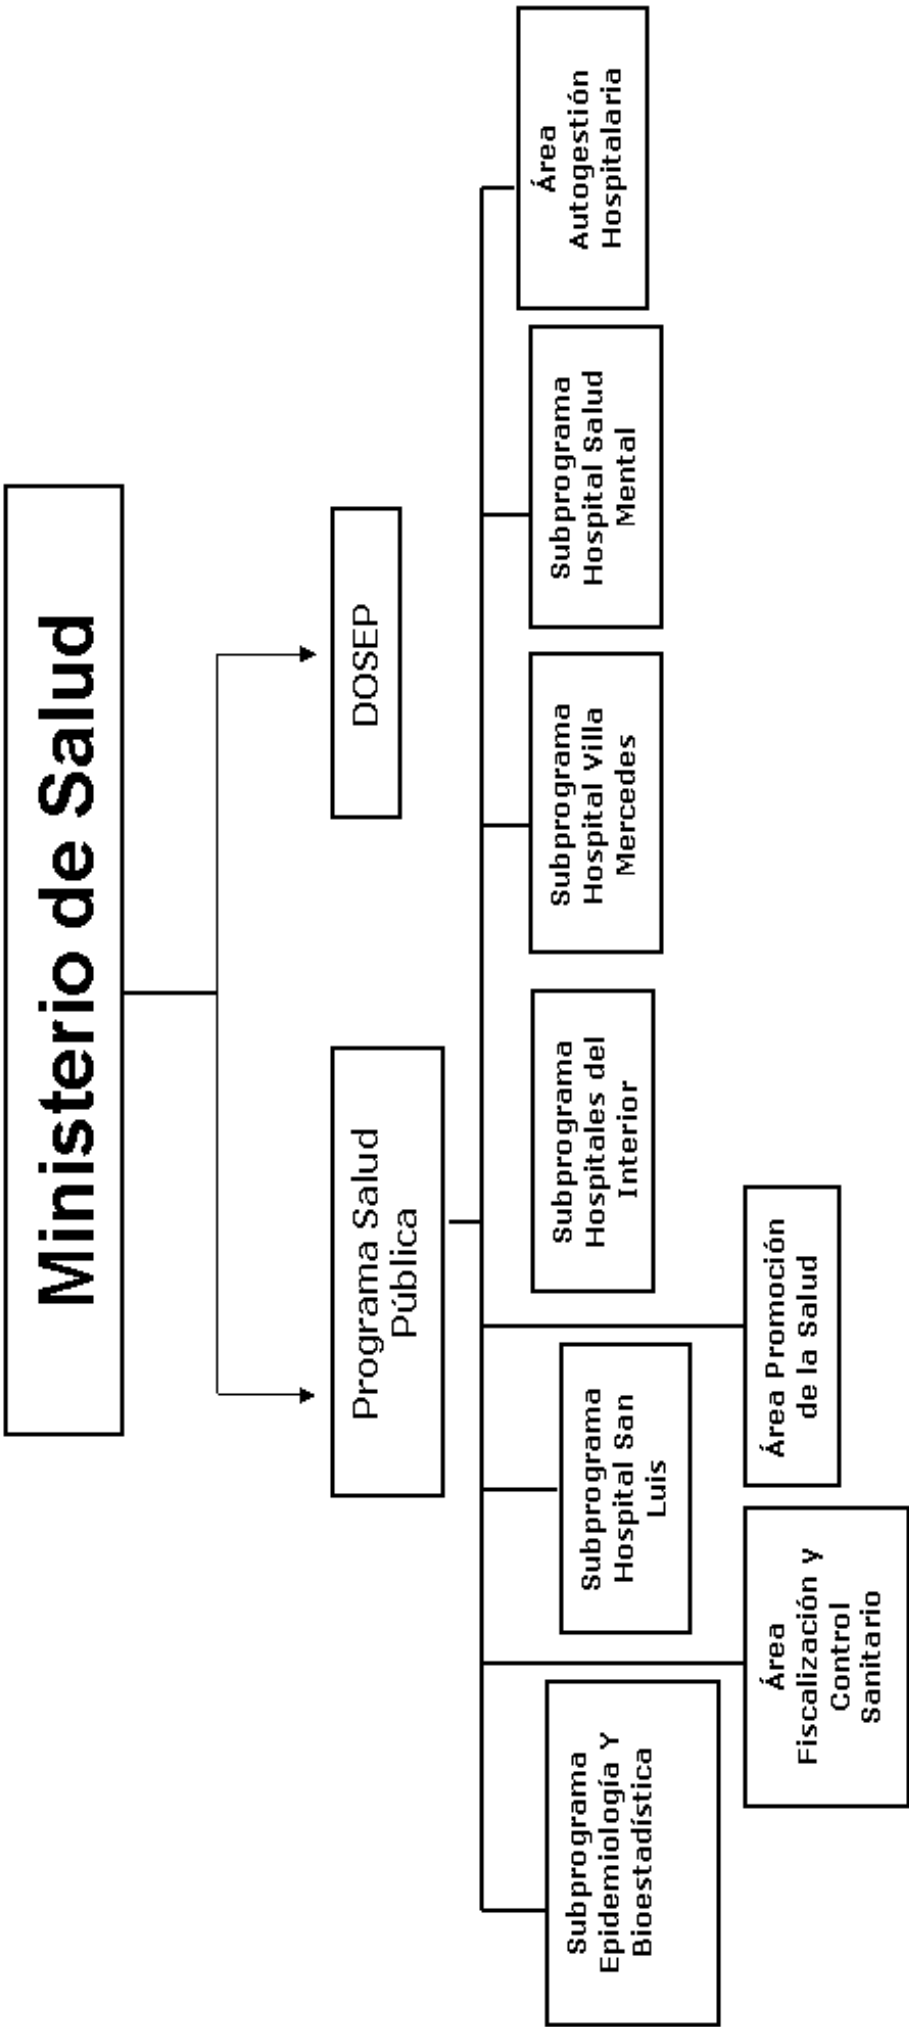 Ministerio de Salud
Programa Salud
Pública
DOSEP
Subprograma
Epidemiología Y
Bioestadística
Subprograma
Hospital San
Luis
Subprograma
Hospitales del
Interior
Subprograma
Hospital Villa
Mercedes
Subprograma
Hospital Salud
Mental
Área
Autogestión
Hospitalaria
Área
Fiscalización y
Control
Sanitario
Área Promoción
de la Salud